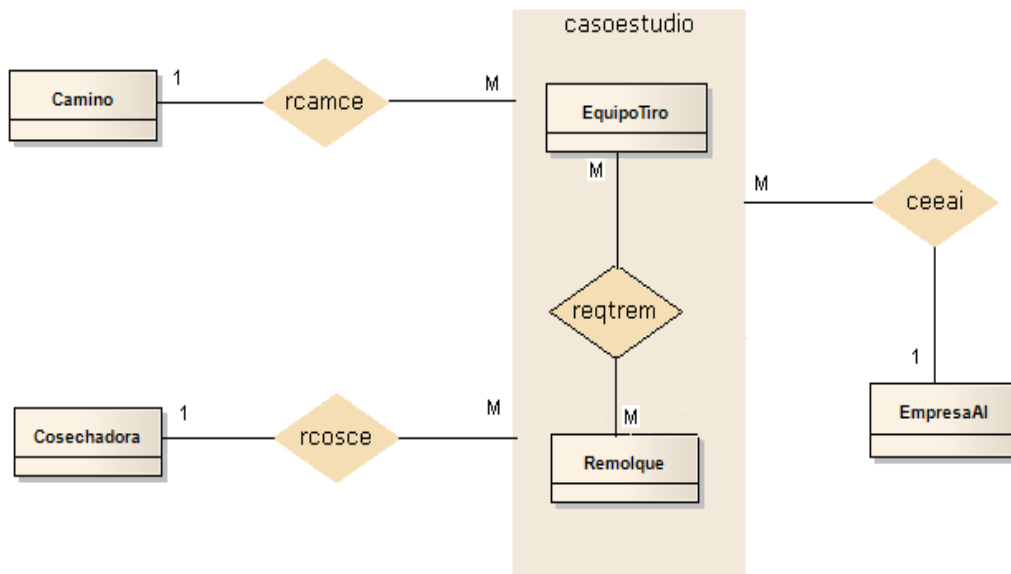 casoestudio
Camino
1
rcamce
M
EquipoTiro
M
M
ceeai
reqtrem
1
EmpresaAI
Cosechadora
1
rcosce
M
M
Remolque